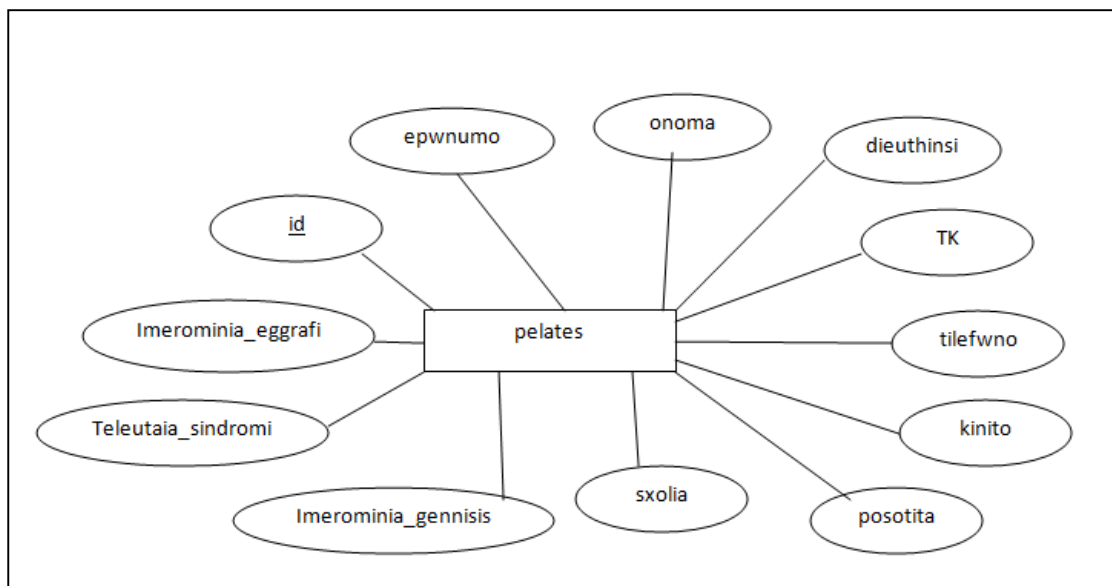 onoma
epwnumo
dieuthinsi
id
TK
Imerominia_eggrafi
pelates
tilefwno
Teleutaia_sindromi
kinito
sxolia
Imerominia_gennisis
posotita